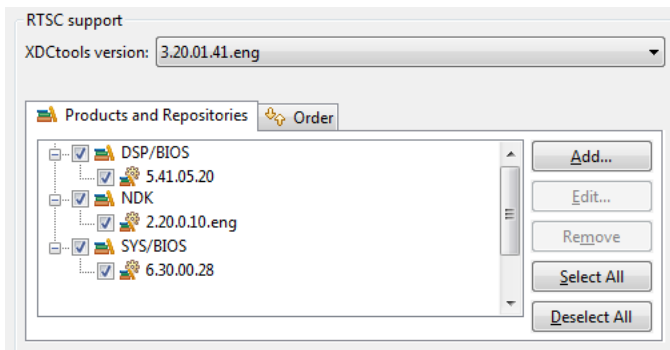 RTSC support
XDCtools version: 3.20.01.41.eng
Products and Repositories Order
DSP/BIOS
5.41.05.20
NDK
2.20.0.10.eng
SYS/BIOS
6.30.00.28
Add...
Edit...
Remove
Select All
Deselect All